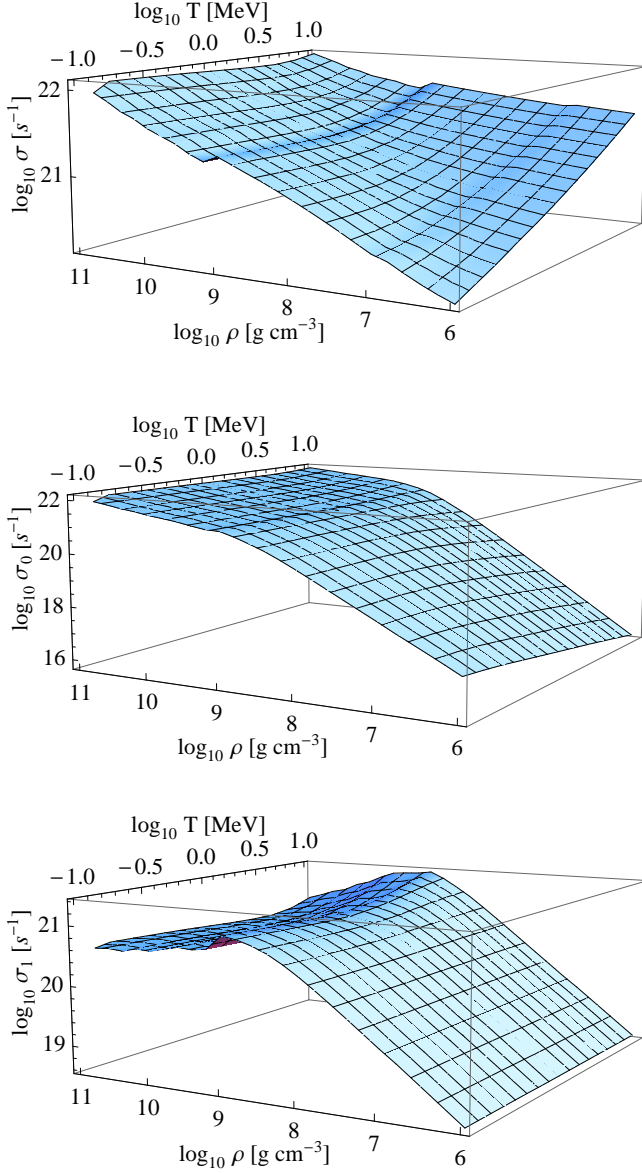 log₁₀ T [MeV]
−1.0 −0.5 0.0 0.5 1.0
22
21
log₁₀ σ [s⁻¹]
11 10 9 8 7 6
log₁₀ ρ [g cm⁻³]
log₁₀ T [MeV]
−1.0 −0.5 0.0 0.5 1.0
22
20
18
16
log₁₀ σ₀ [s⁻¹]
11 10 9 8 7 6
log₁₀ ρ [g cm⁻³]
log₁₀ T [MeV]
−1.0 −0.5 0.0 0.5 1.0
21
20
19
log₁₀ σ₁ [s⁻¹]
11 10 9 8 7 6
log₁₀ ρ [g cm⁻³]